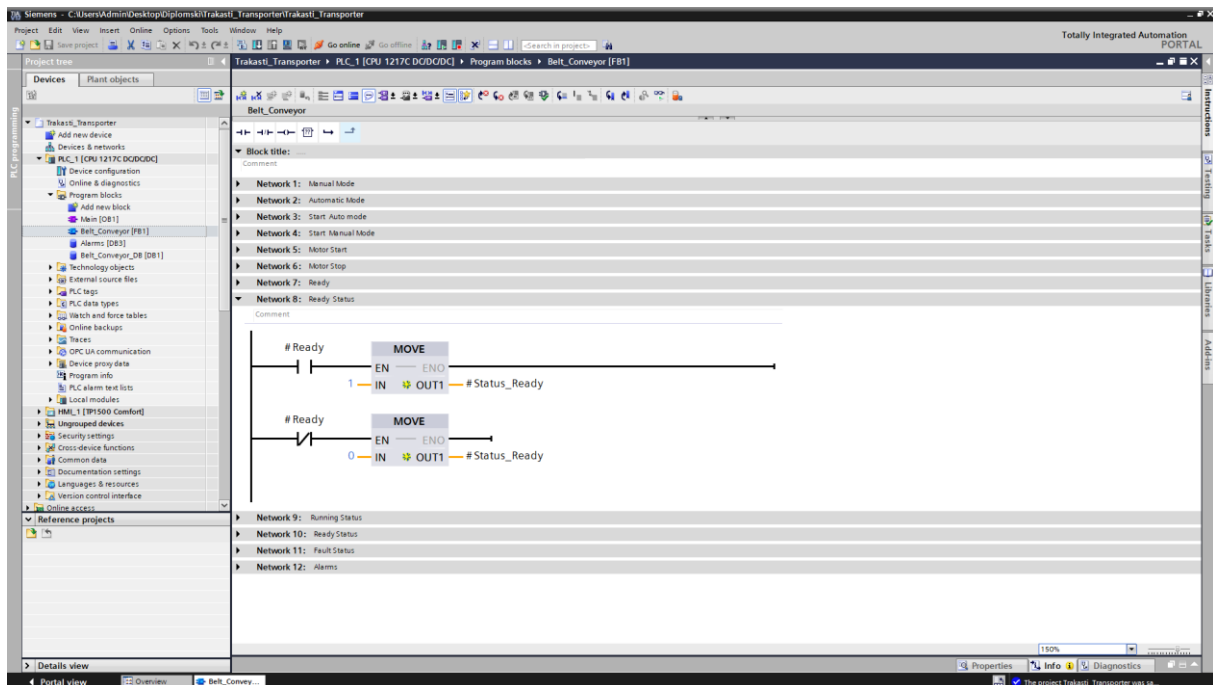 Siemens - C:\Users\Admin\Desktop\Diplomski\Trakasti_Transporter\Trakasti_Transporter
Project Edit View Insert Online Options Tools Window Help
Totally Integrated Automation
PORTAL
Save project
Go online
Go offline
<Search in project>
Project tree
Trakasti_Transporter
PLC_1 [CPU 1217C DC/DC/DC]
Program blocks
Belt_Conveyor [FB1]
Devices
Plant objects
PLC programming
Trakasti_Transporter
Add new device
Devices & networks
PLC_1 [CPU 1217C DC/DC/DC]
Device configuration
Online & diagnostics
Program blocks
Add new block
Main [OB1]
Belt_Conveyor [FB1]
Alarms [DB3]
Belt_Conveyor_DB [DB1]
Technology objects
External source files
PLC tags
PLC data types
Watch and force tables
Online backups
Traces
OPC UA communication
Device proxy data
Program info
PLC alarm text lists
Local modules
HMI_1 [TP1500 Comfort]
Ungrouped devices
Security settings
Cross-device functions
Common data
Documentation settings
Languages & resources
Version control interface
Online access
Reference projects
Details view
Belt_Conveyor
Block title:
Comment
Network 1: Manual Mode
Network 2: Automatic Mode
Network 3: Start Auto mode
Network 4: Start Manual Mode
Network 5: Motor Start
Network 6: Motor Stop
Network 7: Ready
Network 8: Ready Status
Comment
#Ready
MOVE
EN ENO
1 IN OUT1 #Status_Ready
#Ready
MOVE
EN ENO
0 IN OUT1 #Status_Ready
Network 9: Running Status
Network 10: Ready Status
Network 11: Fault Status
Network 12: Alarms
150%
Properties
Info
Diagnostics
Instructions
Testing
Tasks
Libraries
Add-ins
Portal view
Overview
Belt_Convey...
The project Trakasti_Transporter was sa...